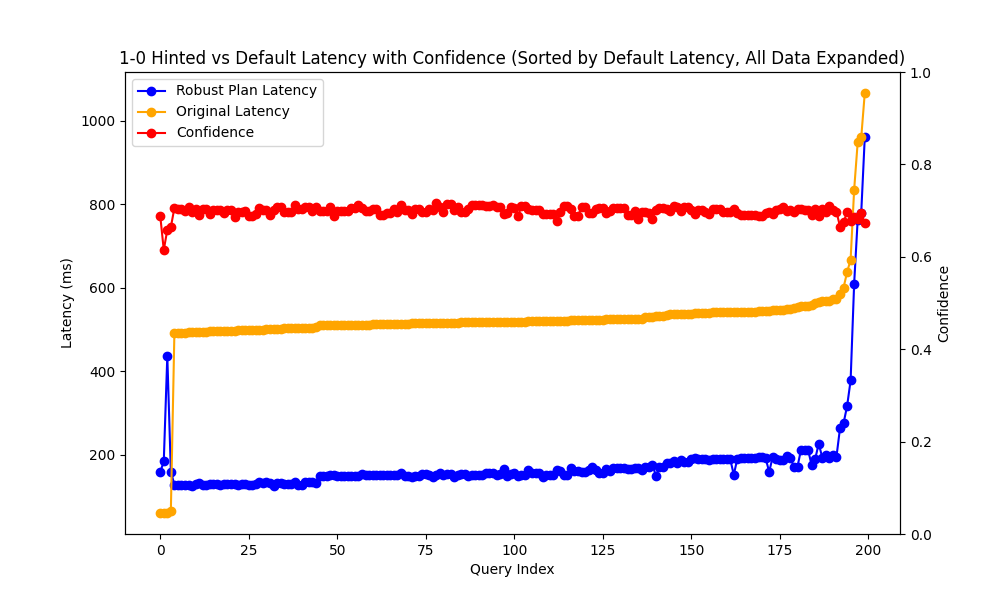 1-0 Hinted vs Default Latency with Confidence (Sorted by Default Latency, All Data Expanded)
Robust Plan Latency
Original Latency
Confidence
1000
800
600
400
200
Latency (ms)
1.0
0.8
0.6
0.4
0.2
0.0
Confidence
0 25 50 75 100 125 150 175 200
Query Index